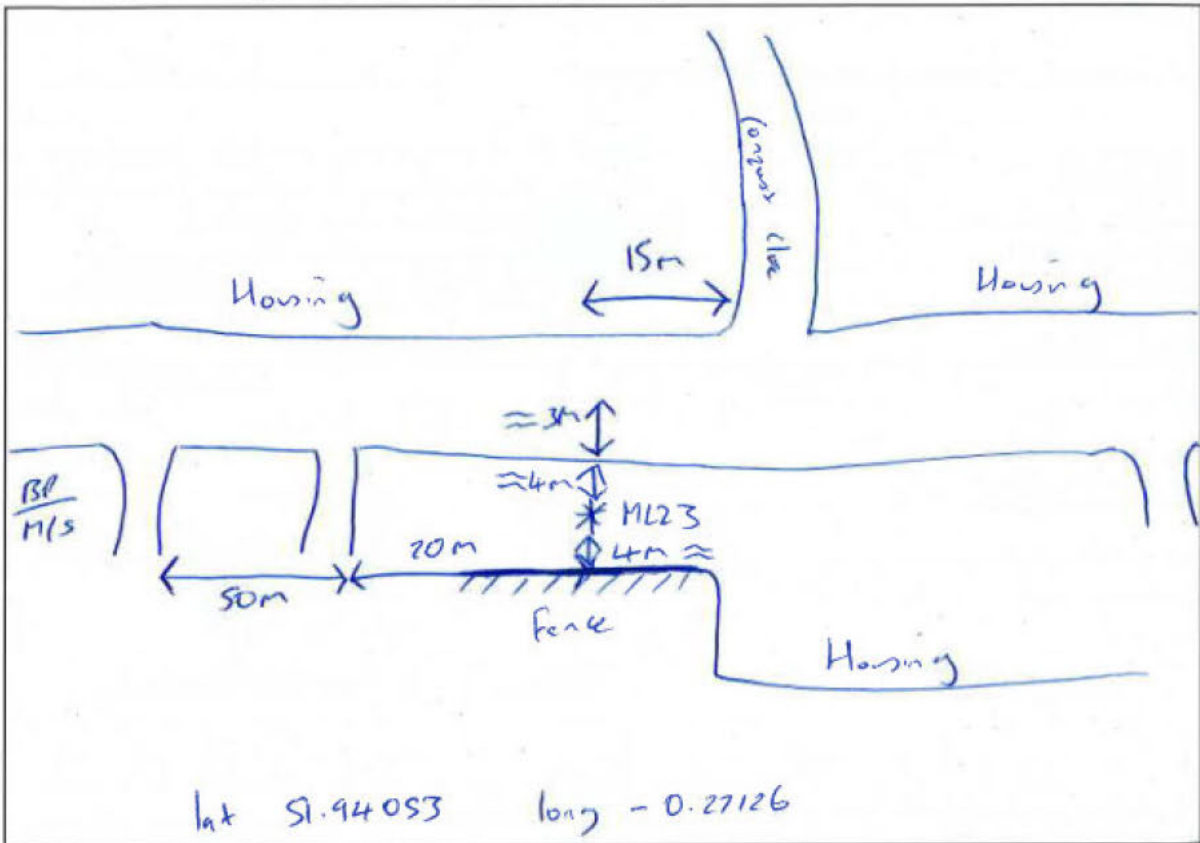 Compass Close
15m
Housing
Housing
≈3m
≈4m
BP
M/S
ML23
20m
4m ≈
50m
Fence
Housing
lat 51.94053 long -0.27126